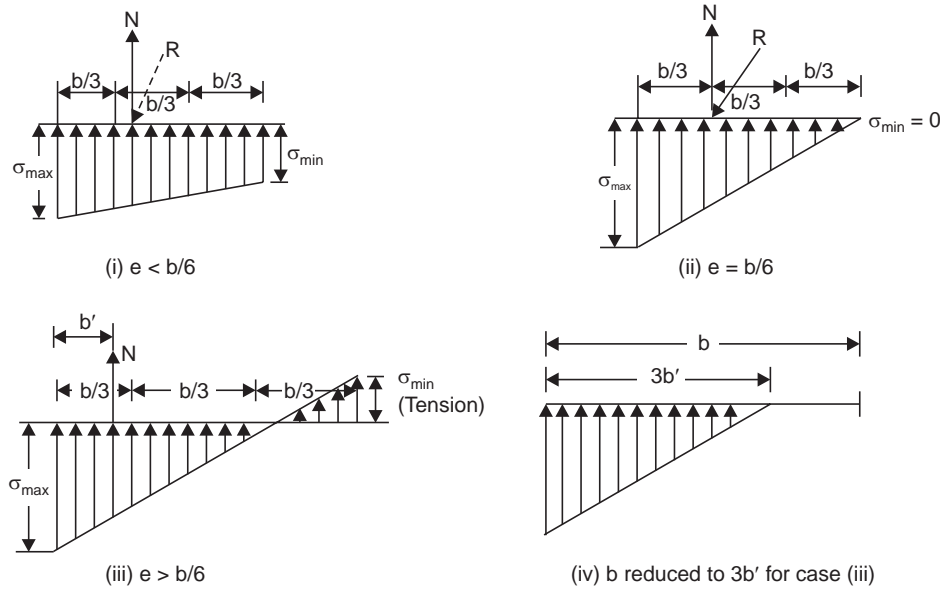 N
R
b/3
b/3
b/3
σmax
σmin
(i) e < b/6
N
R
b/3
b/3
b/3
σmin = 0
σmax
(ii) e = b/6
b′
N
b/3
b/3
b/3
σmin
(Tension)
σmax
(iii) e > b/6
b
3b′
(iv) b reduced to 3b′ for case (iii)